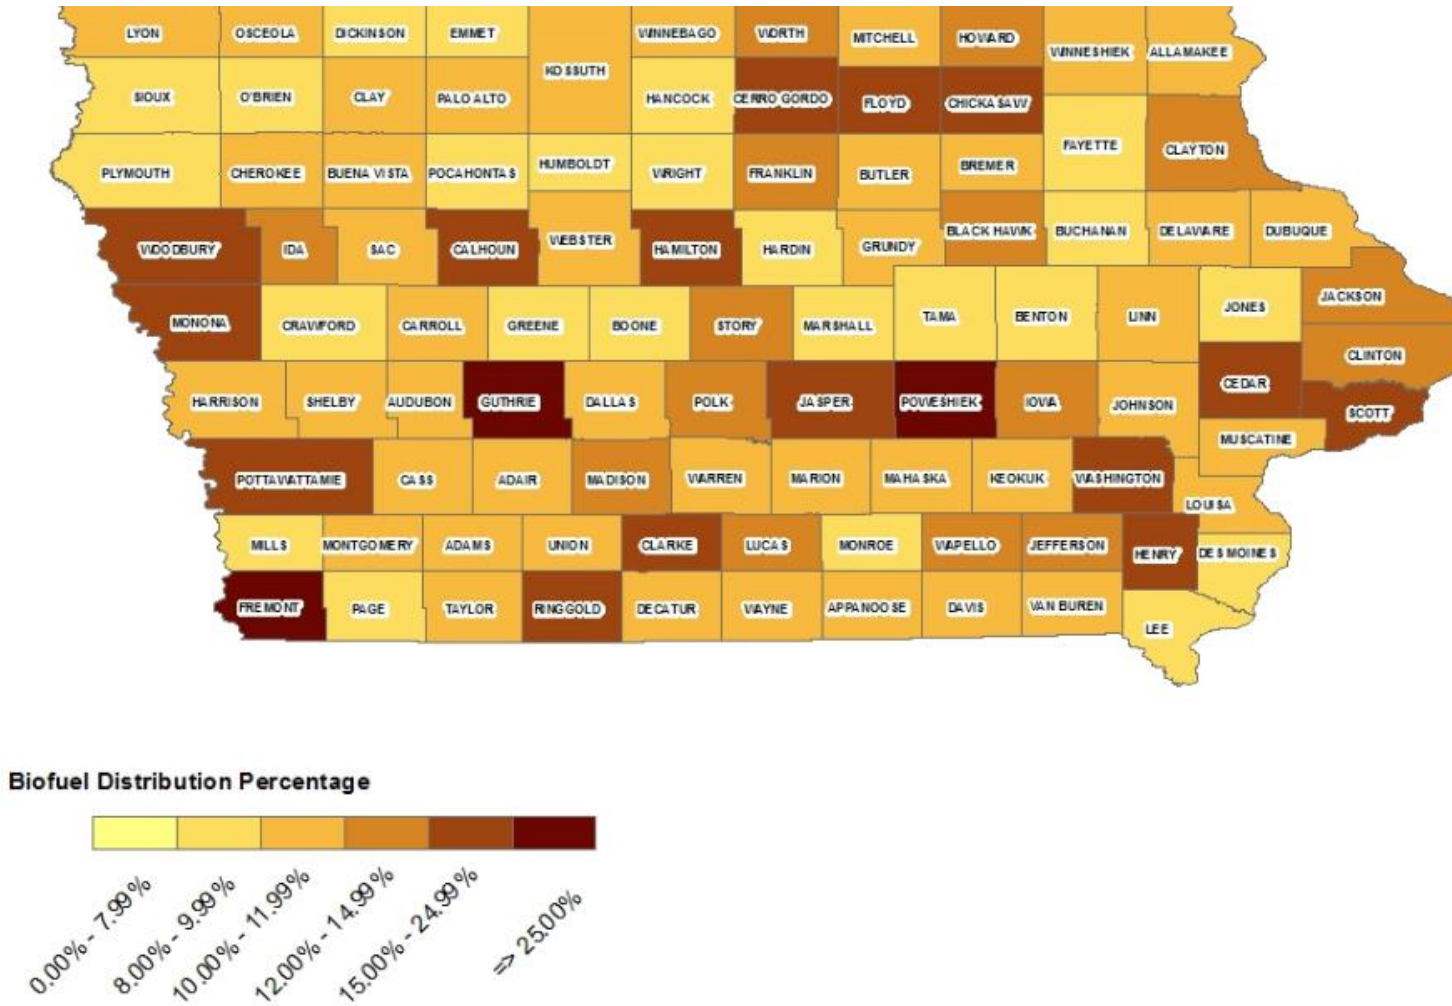 LYON OSCEOLA DICKINSON EMMET WINNEBAGO WORTH MITCHELL HOWARD WINNESHIEK ALLAMAKEE
KOSSUTH
SIOUX O'BRIEN CLAY PALO ALTO HANCOCK CERRO GORDO FLOYD CHICKASAW
FAYETTE CLAYTON
PLYMOUTH CHEROKEE BUENA VISTA POCAHONTAS HUMBOLDT WRIGHT FRANKLIN BUTLER BREMER
WOODBURY IDA SAC CALHOUN WEBSTER HAMILTON HARDIN GRUNDY BLACK HAWK BUCHANAN DELAWARE DUBUQUE
MONONA CRAWFORD CARROLL GREENE BOONE STORY MARSHALL TAMA BENTON LINN JONES JACKSON
CLINTON
HARRISON SHELBY AUDUBON GUTHRIE DALLAS POLK JASPER POWESHIEK IOWA JOHNSON CEDAR SCOTT
MUSCATINE
POTTAWATTAMIE CASS ADAIR MADISON WARREN MARION MAHASKA KEOKUK WASHINGTON
LOUISA
MILLS MONTGOMERY ADAMS UNION CLARKE LUCAS MONROE WAPELLO JEFFERSON HENRY DES MOINES
FREMONT PAGE TAYLOR RINGGOLD DECATUR WAYNE APPANOOSE DAVIS VAN BUREN
LEE
Biofuel Distribution Percentage
0.00% - 7.99%
8.00% - 9.99%
10.00% - 11.99%
12.00% - 14.99%
15.00% - 24.99%
=> 25.00%